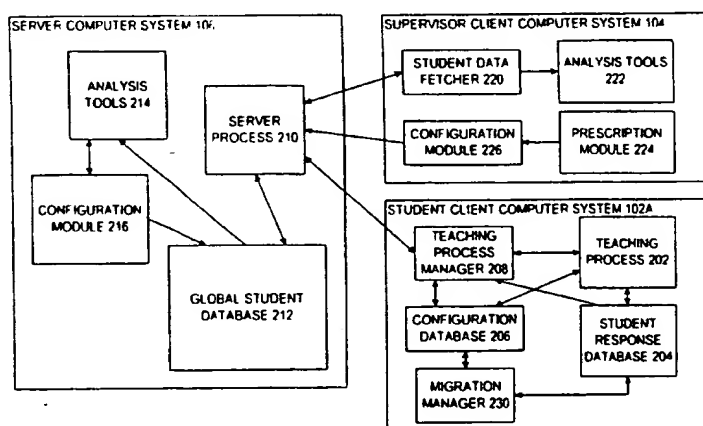 SERVER COMPUTER SYSTEM 106
ANALYSIS
TOOLS 214
SERVER
PROCESS 210
CONFIGURATION
MODULE 216
GLOBAL STUDENT
DATABASE 212
SUPERVISOR CLIENT COMPUTER SYSTEM 104
STUDENT DATA
FETCHER 220
ANALYSIS TOOLS
222
CONFIGURATION
MODULE 226
PRESCRIPTION
MODULE 224
STUDENT CLIENT COMPUTER SYSTEM 102A
TEACHING
PROCESS
MANAGER 208
TEACHING
PROCESS 202
CONFIGURATION
DATABASE 206
STUDENT
RESPONSE
DATABASE 204
MIGRATION
MANAGER 230